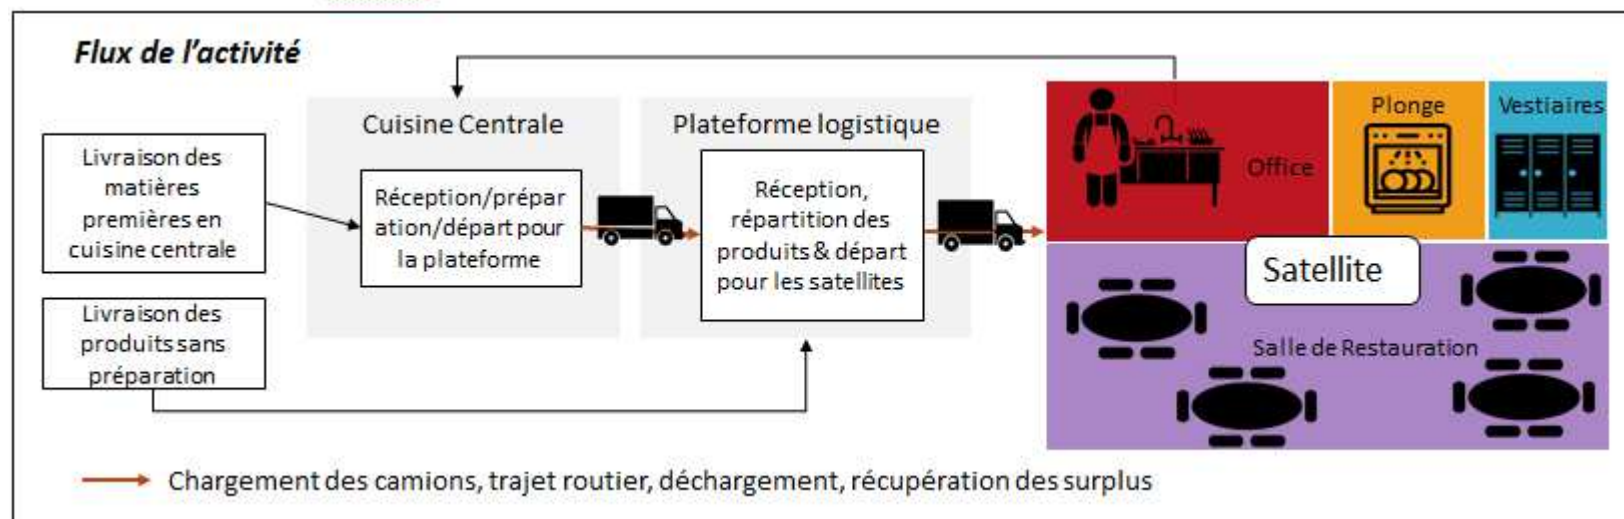 Flux de l'activité
Livraison des
matières
premières en
cuisine centrale
Livraison des
produits sans
préparation
Cuisine Centrale
Réception/prépar
ation/départ pour
la plateforme
Plateforme logistique
Réception,
répartition des
produits & départ
pour les satellites
Office
Plonge
Vestiaires
Satellite
Salle de Restauration
Chargement des camions, trajet routier, déchargement, récupération des surplus